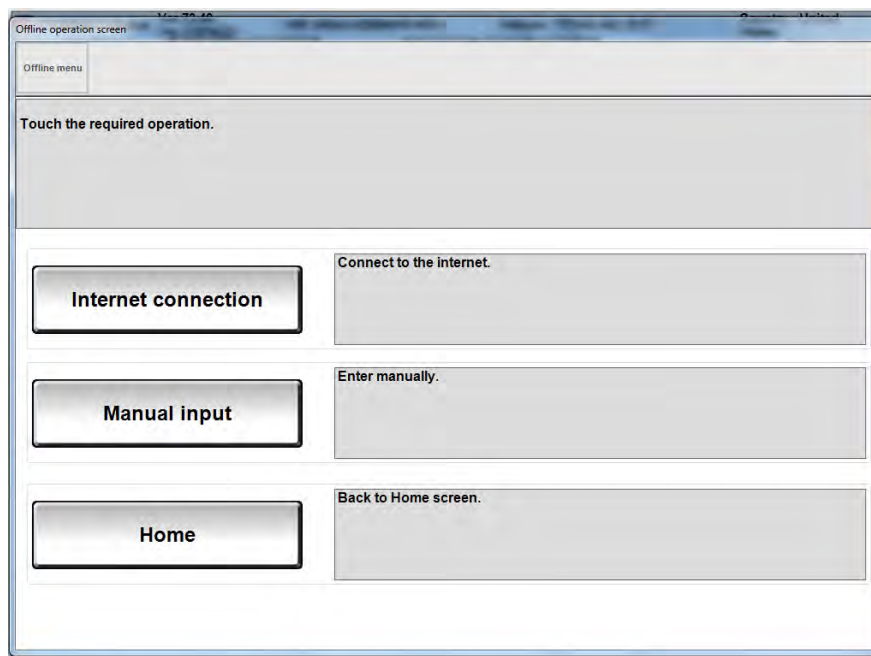 Offline operation screen
Offline menu
Touch the required operation.
Internet connection
Connect to the internet.
Manual input
Enter manually.
Home
Back to Home screen.